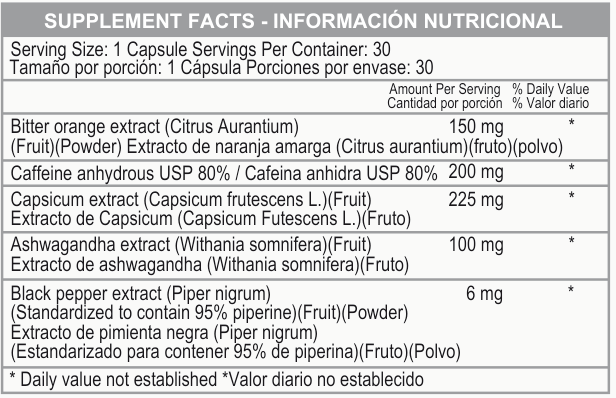 SUPPLEMENT FACTS - INFORMACIÓN NUTRICIONAL
Serving Size: 1 Capsule Servings Per Container: 30
Tamaño por porción: 1 Cápsula Porciones por envase: 30
Amount Per Serving % Daily Value
Cantidad por porción % Valor diario
Bitter orange extract (Citrus Aurantium) 150 mg *
(Fruit)(Powder) Extracto de naranja amarga (Citrus aurantium)(fruto)(polvo)
Caffeine anhydrous USP 80% / Cafeina anhidra USP 80% 200 mg *
Capsicum extract (Capsicum frutescens L.)(Fruit) 225 mg *
Extracto de Capsicum (Capsicum Futescens L.)(Fruto)
Ashwagandha extract (Withania somnifera)(Fruit) 100 mg *
Extracto de ashwagandha (Withania somnifera)(Fruto)
Black pepper extract (Piper nigrum) 6 mg *
(Standardized to contain 95% piperine)(Fruit)(Powder)
Extracto de pimienta negra (Piper nigrum)
(Estandarizado para contener 95% de piperina)(Fruto)(Polvo)
* Daily value not established *Valor diario no establecido